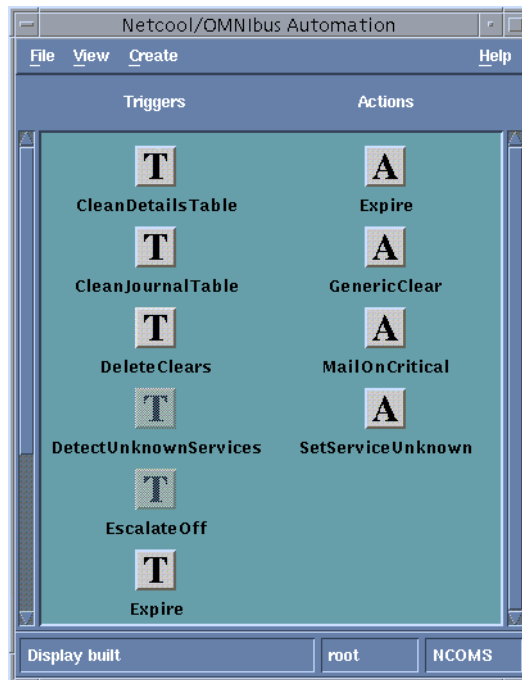 Netcool/OMNIbus Automation
File View Create Help
Triggers Actions
T A
CleanDetailsTable Expire
T A
CleanJournalTable GenericClear
T A
DeleteClears MailOnCritical
T A
DetectUnknownServices SetServiceUnknown
T
EscalateOff
T
Expire
Display built root NCOMS